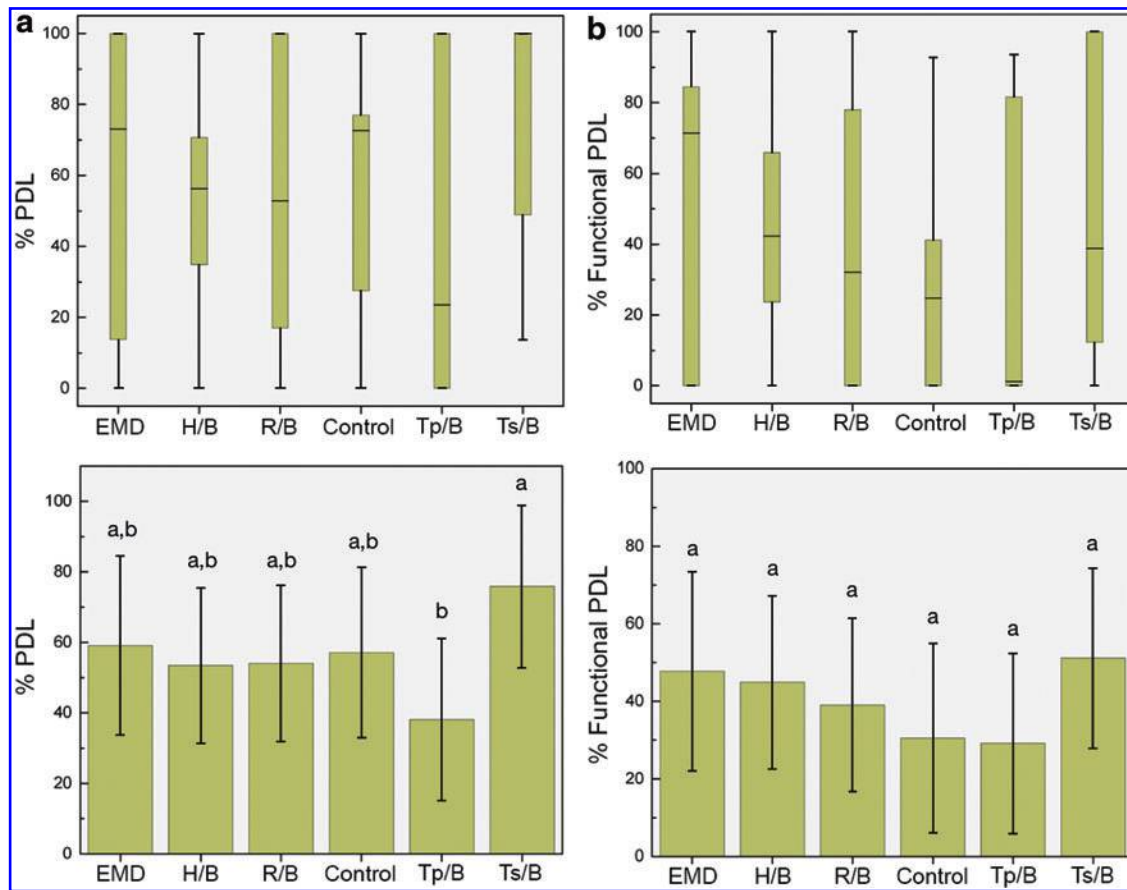 a
% PDL
100
80
60
40
20
0
EMD H/B R/B Control Tp/B Ts/B
b
% Functional PDL
100
80
60
40
20
0
EMD H/B R/B Control Tp/B Ts/B
% PDL
100
80
60
40
20
0
a,b a,b a,b a,b b a
EMD H/B R/B Control Tp/B Ts/B
% Functional PDL
100
80
60
40
20
0
a a a a a a
EMD H/B R/B Control Tp/B Ts/B